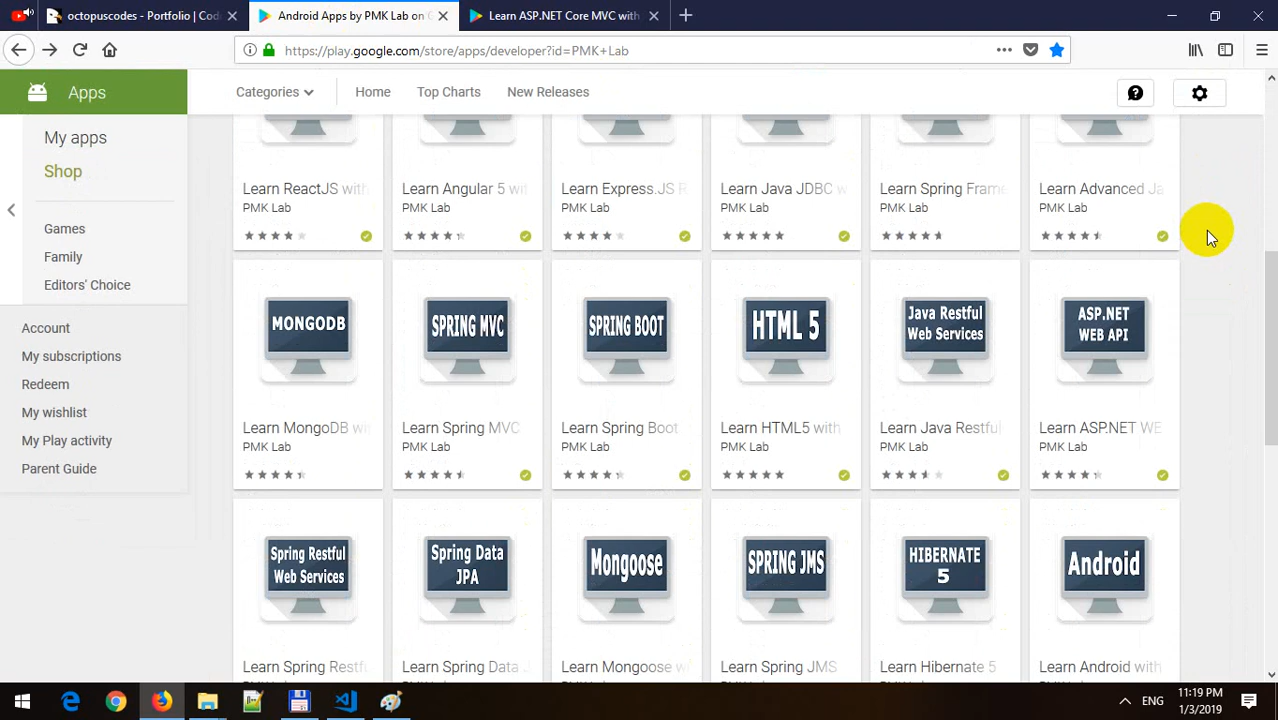 octopuscodes - Portfolio | Cod
Android Apps by PMK Lab on G
Learn ASP.NET Core MVC with
https://play.google.com/store/apps/developer?id=PMK+Lab
Apps
Categories
Home
Top Charts
New Releases
My apps
Shop
Games
Family
Editors' Choice
Account
My subscriptions
Redeem
My wishlist
My Play activity
Parent Guide
Learn ReactJS with
PMK Lab
Learn Angular 5 wit
PMK Lab
Learn Express.JS R
PMK Lab
Learn Java JDBC w
PMK Lab
Learn Spring Frame
PMK Lab
Learn Advanced Ja
PMK Lab
MONGODB
Learn MongoDB wi
PMK Lab
SPRING MVC
Learn Spring MVC
PMK Lab
SPRING BOOT
Learn Spring Boot
PMK Lab
HTML 5
Learn HTML5 with
PMK Lab
Java Restful
Web Services
Learn Java Restful
PMK Lab
ASP.NET
WEB API
Learn ASP.NET WE
PMK Lab
Spring Restful
Web Services
Learn Spring Restf
Spring Data
JPA
Learn Spring Data J
Mongoose
Learn Mongoose w
SPRING JMS
Learn Spring JMS
HIBERNATE
5
Learn Hibernate 5
Android
Learn Android with
ENG
11:19 PM
1/3/2019